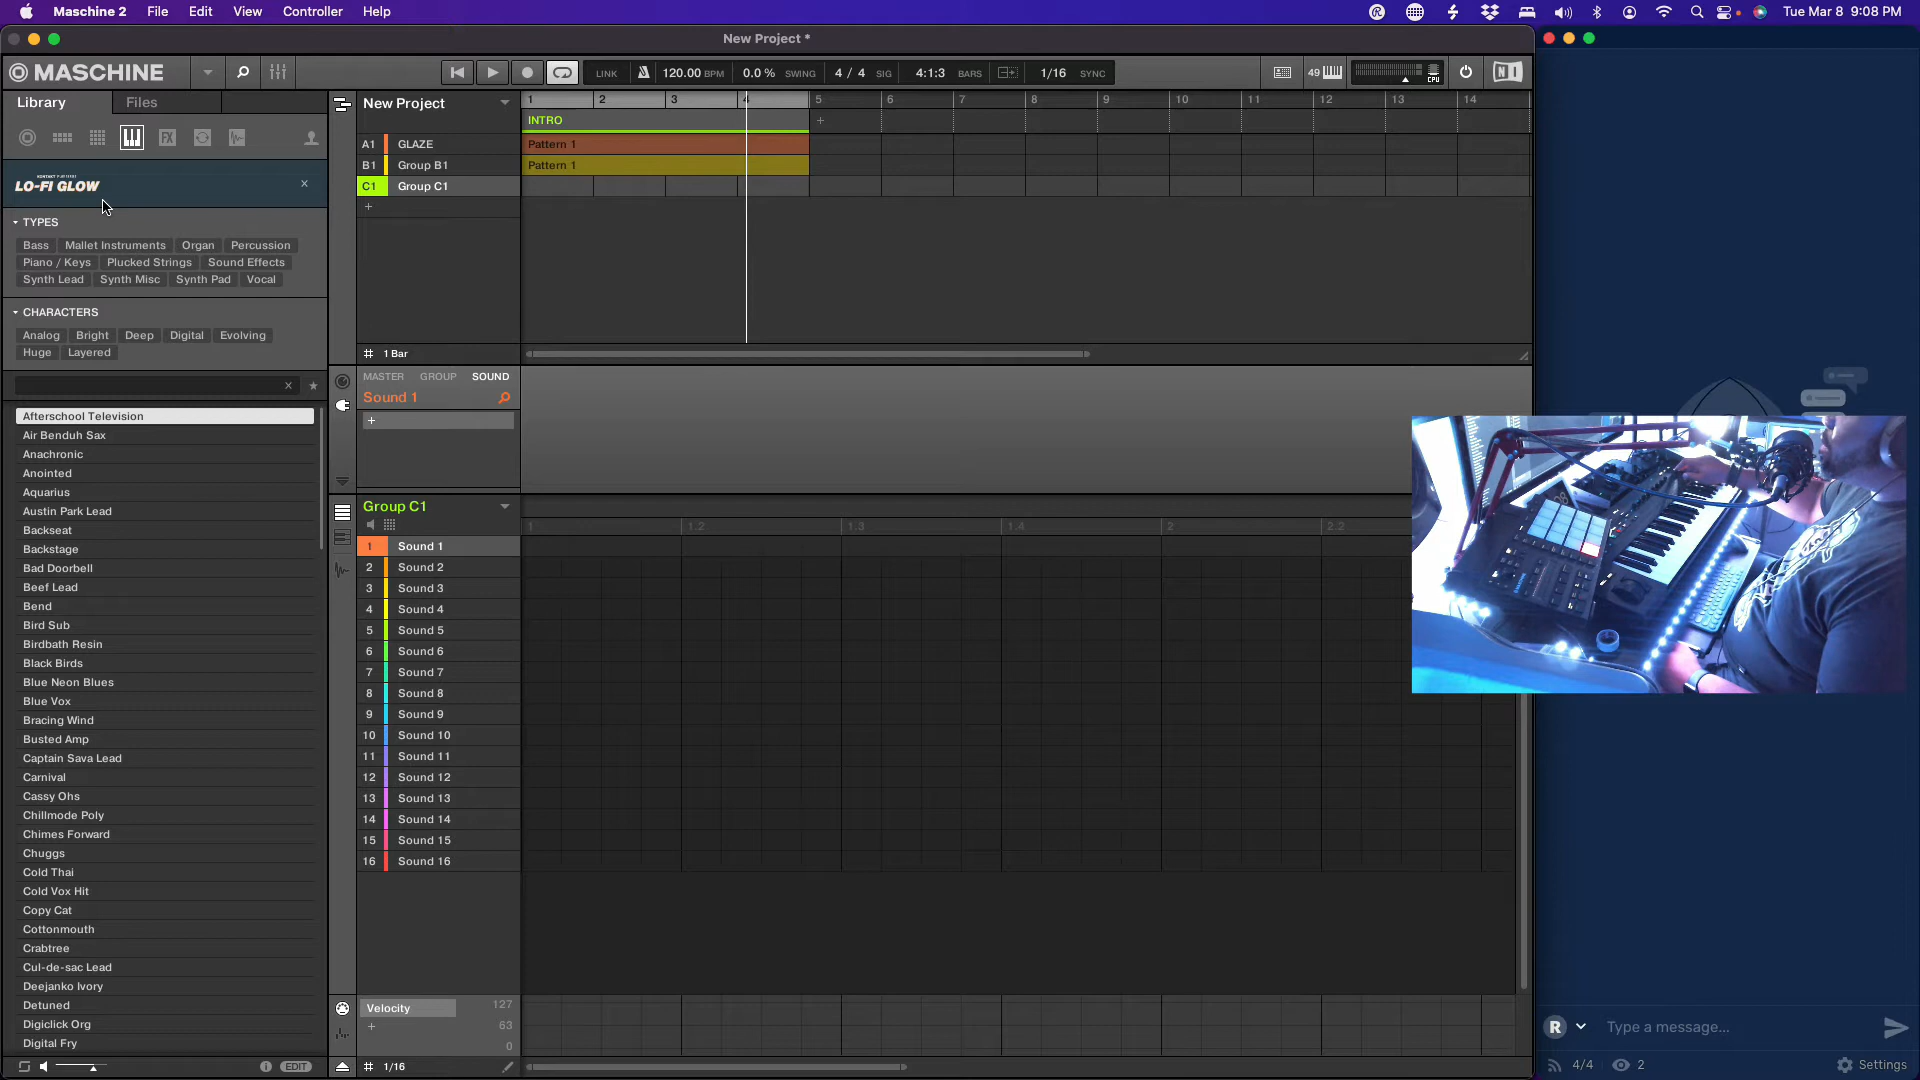 Maschine 2 File Edit View Controller Help
Tue Mar 8 9:08 PM
New Project *
MASCHINE
LINK 120.00 BPM 0.0 % SWING 4 / 4 SIG 4:1:3 BARS 1/16 SYNC
49
CPU
Library Files
LO-FI GLOW
TYPES
Bass Mallet Instruments Organ Percussion
Piano / Keys Plucked Strings Sound Effects
Synth Lead Synth Misc Synth Pad Vocal
CHARACTERS
Analog Bright Deep Digital Evolving
Huge Layered
Afterschool Television
Air Benduh Sax
Anachronic
Anointed
Aquarius
Austin Park Lead
Backseat
Backstage
Bad Doorbell
Beef Lead
Bend
Bird Sub
Birdbath Resin
Black Birds
Blue Neon Blues
Blue Vox
Bracing Wind
Busted Amp
Captain Sava Lead
Carnival
Cassy Ohs
Chillmode Poly
Chimes Forward
Chuggs
Cold Thai
Cold Vox Hit
Copy Cat
Cottonmouth
Crabtree
Cul-de-sac Lead
Deejanko Ivory
Detuned
Digiclick Org
Digital Fry
EDIT
New Project
1 2 3 4 5 6 7 8 9 10 11 12 13 14
INTRO +
A1 GLAZE Pattern 1
B1 Group B1 Pattern 1
C1 Group C1
+
1 Bar
MASTER GROUP SOUND
Sound 1
+
Group C1
1 1.2 1.3 1.4 2 2.2
1 Sound 1
2 Sound 2
3 Sound 3
4 Sound 4
5 Sound 5
6 Sound 6
7 Sound 7
8 Sound 8
9 Sound 9
10 Sound 10
11 Sound 11
12 Sound 12
13 Sound 13
14 Sound 14
15 Sound 15
16 Sound 16
Velocity 127
+ 63
0
1/16
R Type a message...
4/4 2 Settings